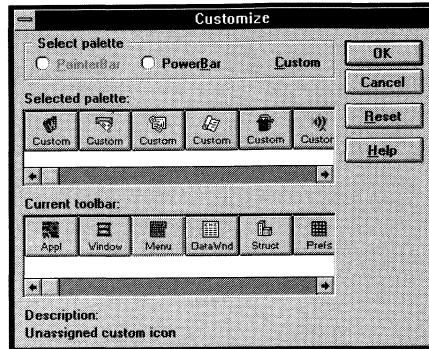 Customize
Select palette
PainterBar PowerBar Custom
OK
Cancel
Reset
Help
Selected palette:
Custom Custom Custom Custom Custom Custor
Current toolbar:
Appl Window Menu DataWnd Struct Prefs
Description:
Unassigned custom icon